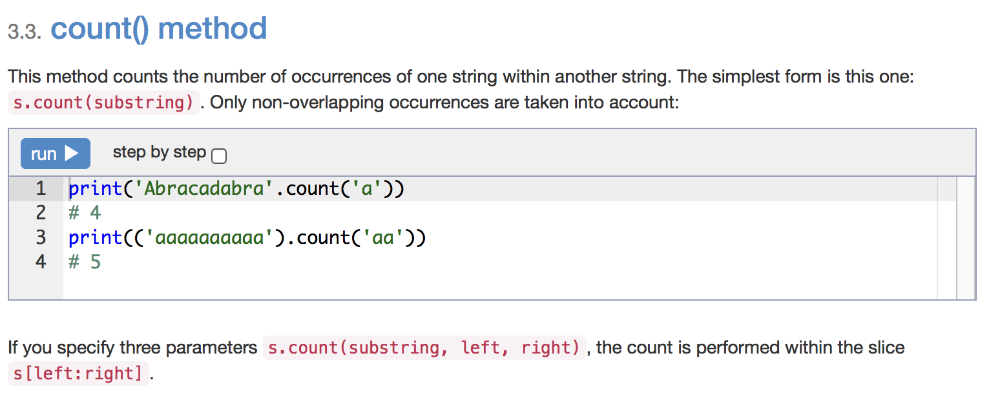 3.3. count() method
This method counts the number of occurrences of one string within another string. The simplest form is this one:
s.count(substring) . Only non-overlapping occurrences are taken into account:
run step by step
1 print('Abracadabra'.count('a'))
2 # 4
3 print(('aaaaaaaaaa').count('aa'))
4 # 5
If you specify three parameters s.count(substring, left, right) , the count is performed within the slice
s[left:right] .